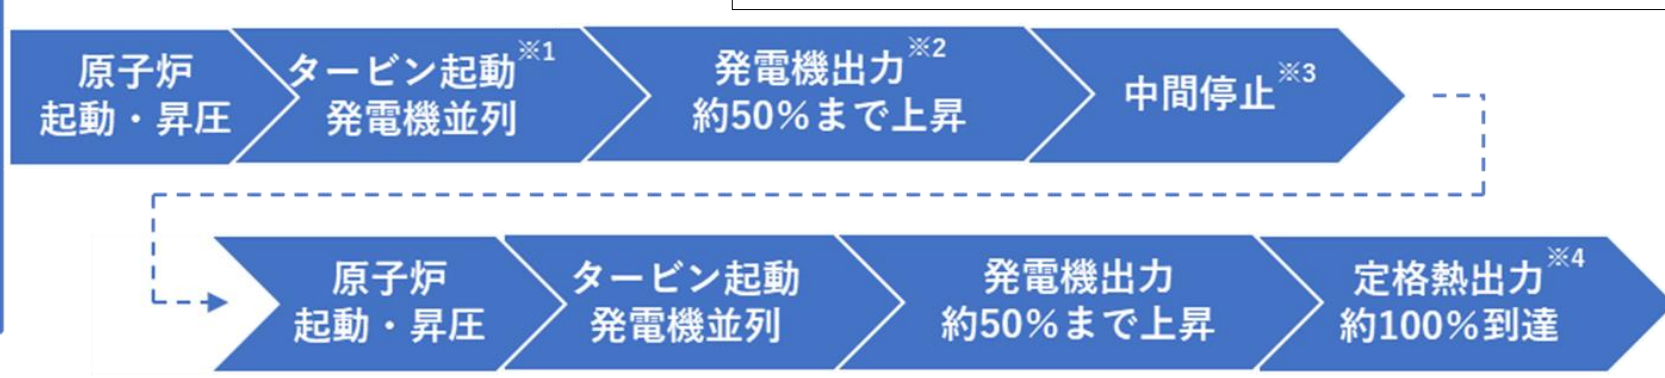 原子炉
起動・昇圧
タービン起動※1
発電機並列
発電機出力※2
約50%まで上昇
中間停止※3
原子炉
起動・昇圧
タービン起動
発電機並列
発電機出力
約50%まで上昇
定格熱出力※4
約100%到達